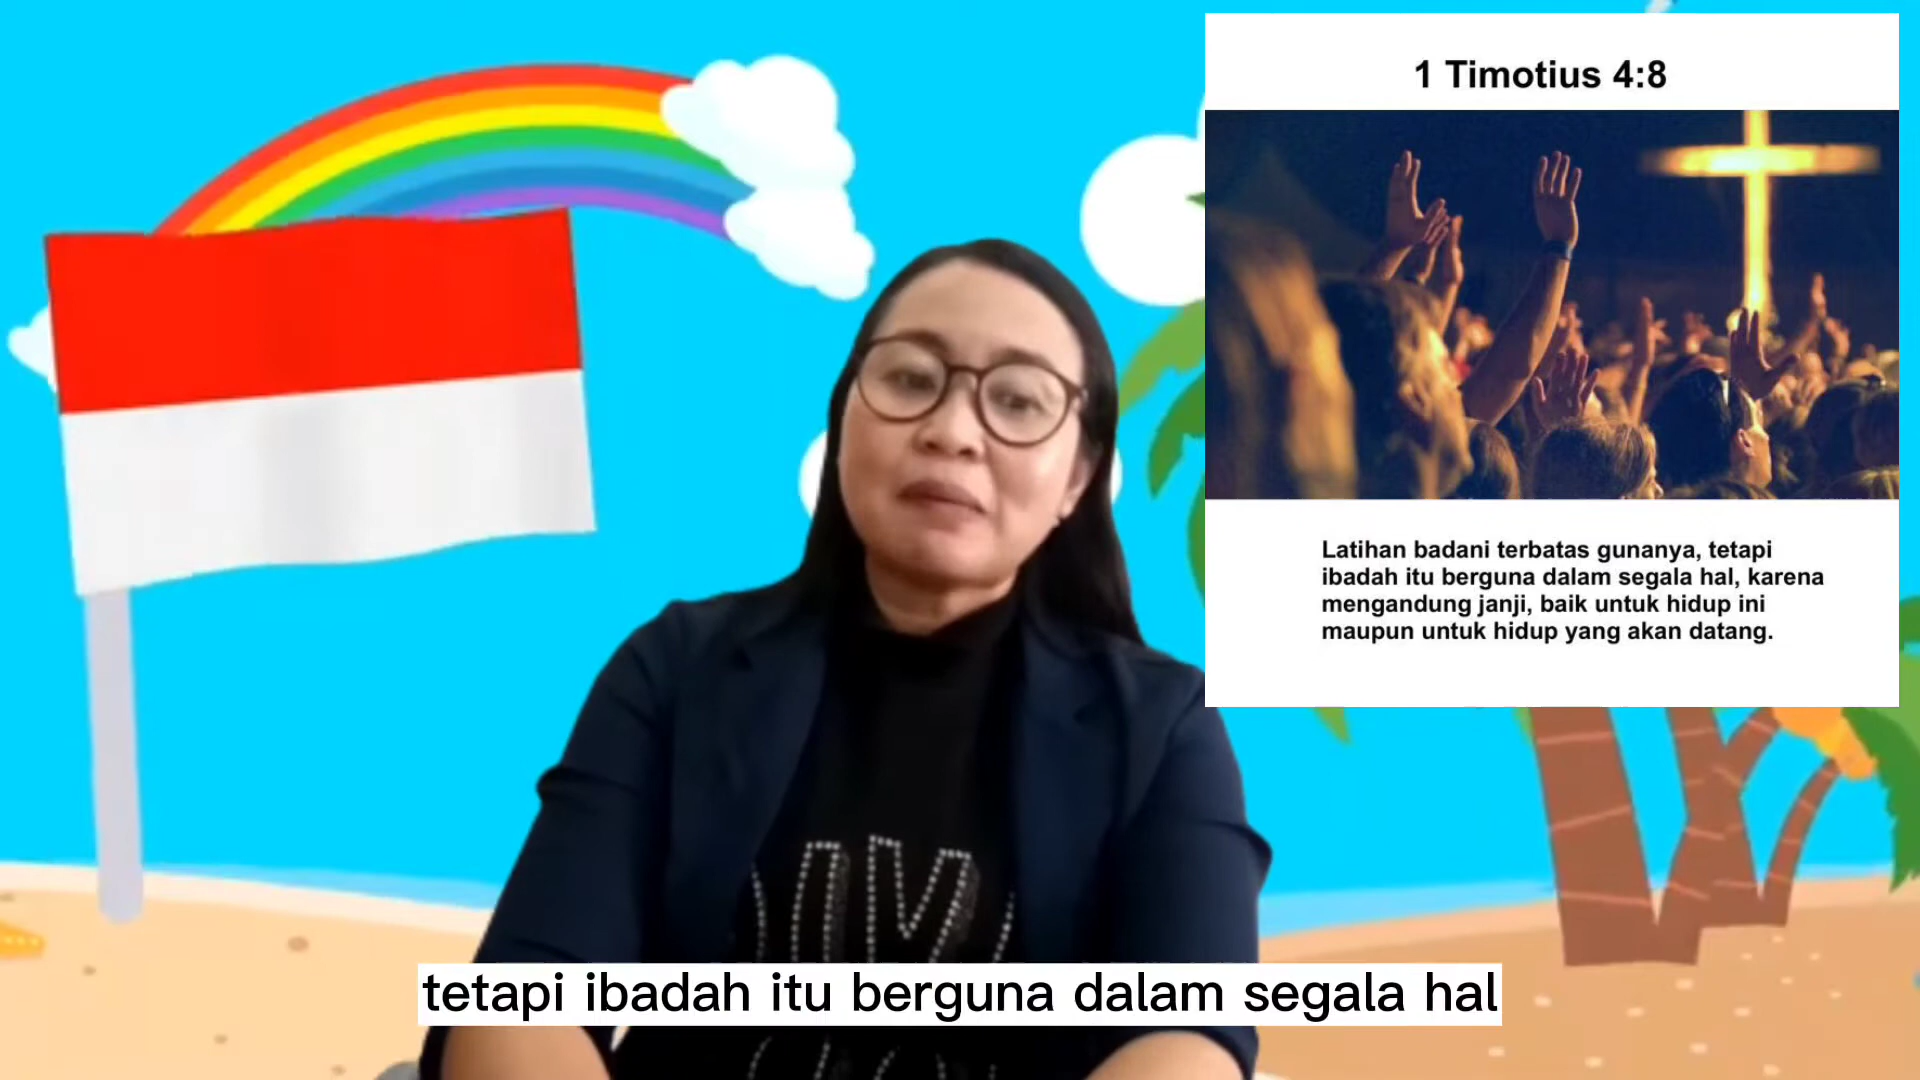 1 Timotius 4:8
Latihan badani terbatas gunanya, tetapi
ibadah itu berguna dalam segala hal, karena
mengandung janji, baik untuk hidup ini
maupun untuk hidup yang akan datang.
tetapi ibadah itu berguna dalam segala hal